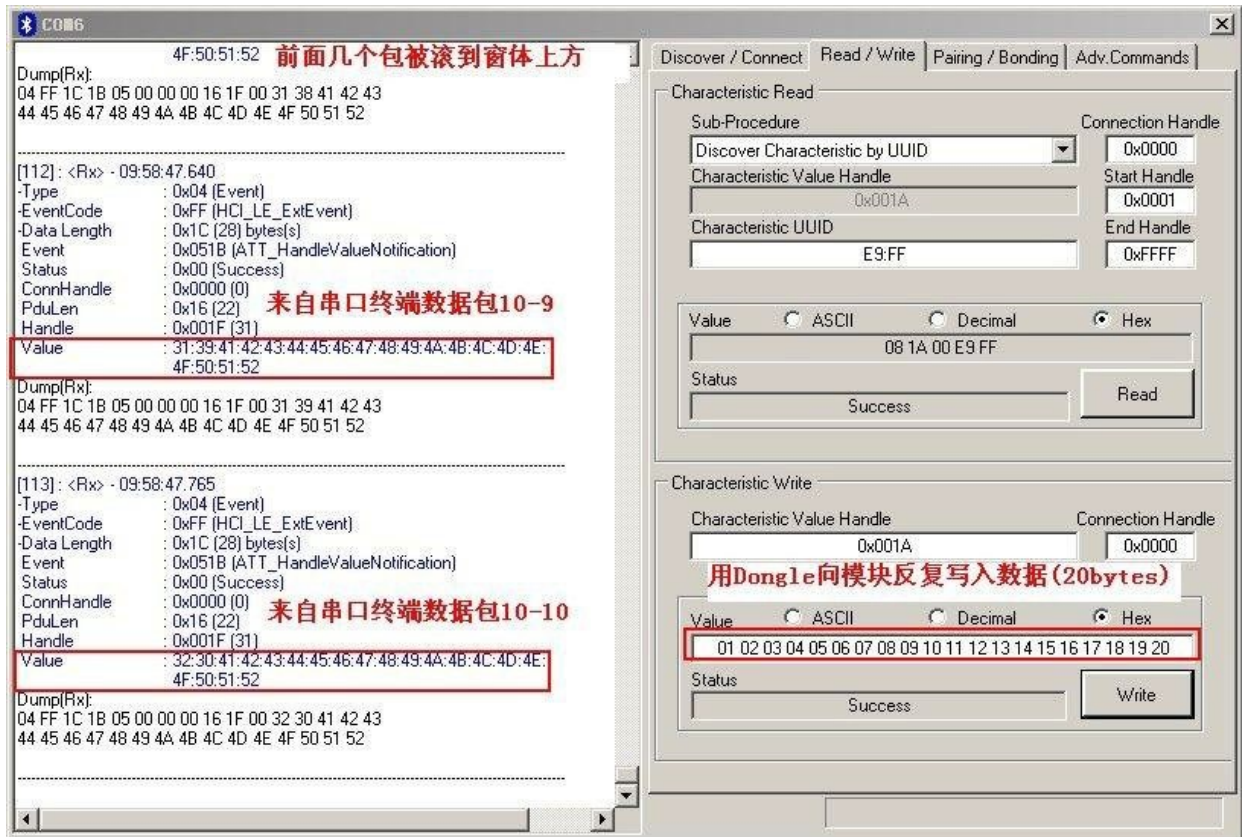 COM6
4F:50:51:52 前面几个包被滚到窗体上方
Dump(Rx):
04 FF 1C 1B 05 00 00 00 16 1F 00 31 38 41 42 43
44 45 46 47 48 49 4A 4B 4C 4D 4E 4F 50 51 52
[112] : <Rx> - 09:58:47.640
-Type : 0x04 (Event)
-EventCode : 0xFF (HCI_LE_ExtEvent)
-Data Length : 0x1C (28) bytes(s)
Event : 0x051B (ATT_HandleValueNotification)
Status : 0x00 (Success)
ConnHandle : 0x0000 (0)
PduLen : 0x16 (22) 来自串口终端数据包10-9
Handle : 0x001F (31)
Value : 31:39:41:42:43:44:45:46:47:48:49:4A:4B:4C:4D:4E:
4F:50:51:52
Dump(Rx):
04 FF 1C 1B 05 00 00 00 16 1F 00 31 39 41 42 43
44 45 46 47 48 49 4A 4B 4C 4D 4E 4F 50 51 52
[113] : <Rx> - 09:58:47.765
-Type : 0x04 (Event)
-EventCode : 0xFF (HCI_LE_ExtEvent)
-Data Length : 0x1C (28) bytes(s)
Event : 0x051B (ATT_HandleValueNotification)
Status : 0x00 (Success)
ConnHandle : 0x0000 (0)
PduLen : 0x16 (22) 来自串口终端数据包10-10
Handle : 0x001F (31)
Value : 32:30:41:42:43:44:45:46:47:48:49:4A:4B:4C:4D:4E:
4F:50:51:52
Dump(Rx):
04 FF 1C 1B 05 00 00 00 16 1F 00 32 30 41 42 43
44 45 46 47 48 49 4A 4B 4C 4D 4E 4F 50 51 52
Discover / Connect Read / Write Pairing / Bonding Adv.Commands
Characteristic Read
Sub-Procedure Connection Handle
Discover Characteristic by UUID 0x0000
Characteristic Value Handle Start Handle
0x001A 0x0001
Characteristic UUID End Handle
E9:FF 0xFFFF
Value ASCII Decimal Hex
08 1A 00 E9 FF
Status
Success Read
Characteristic Write
Characteristic Value Handle Connection Handle
0x001A 0x0000
用Dongle向模块反复写入数据(20bytes)
Value ASCII Decimal Hex
01 02 03 04 05 06 07 08 09 10 11 12 13 14 15 16 17 18 19 20
Status
Success Write